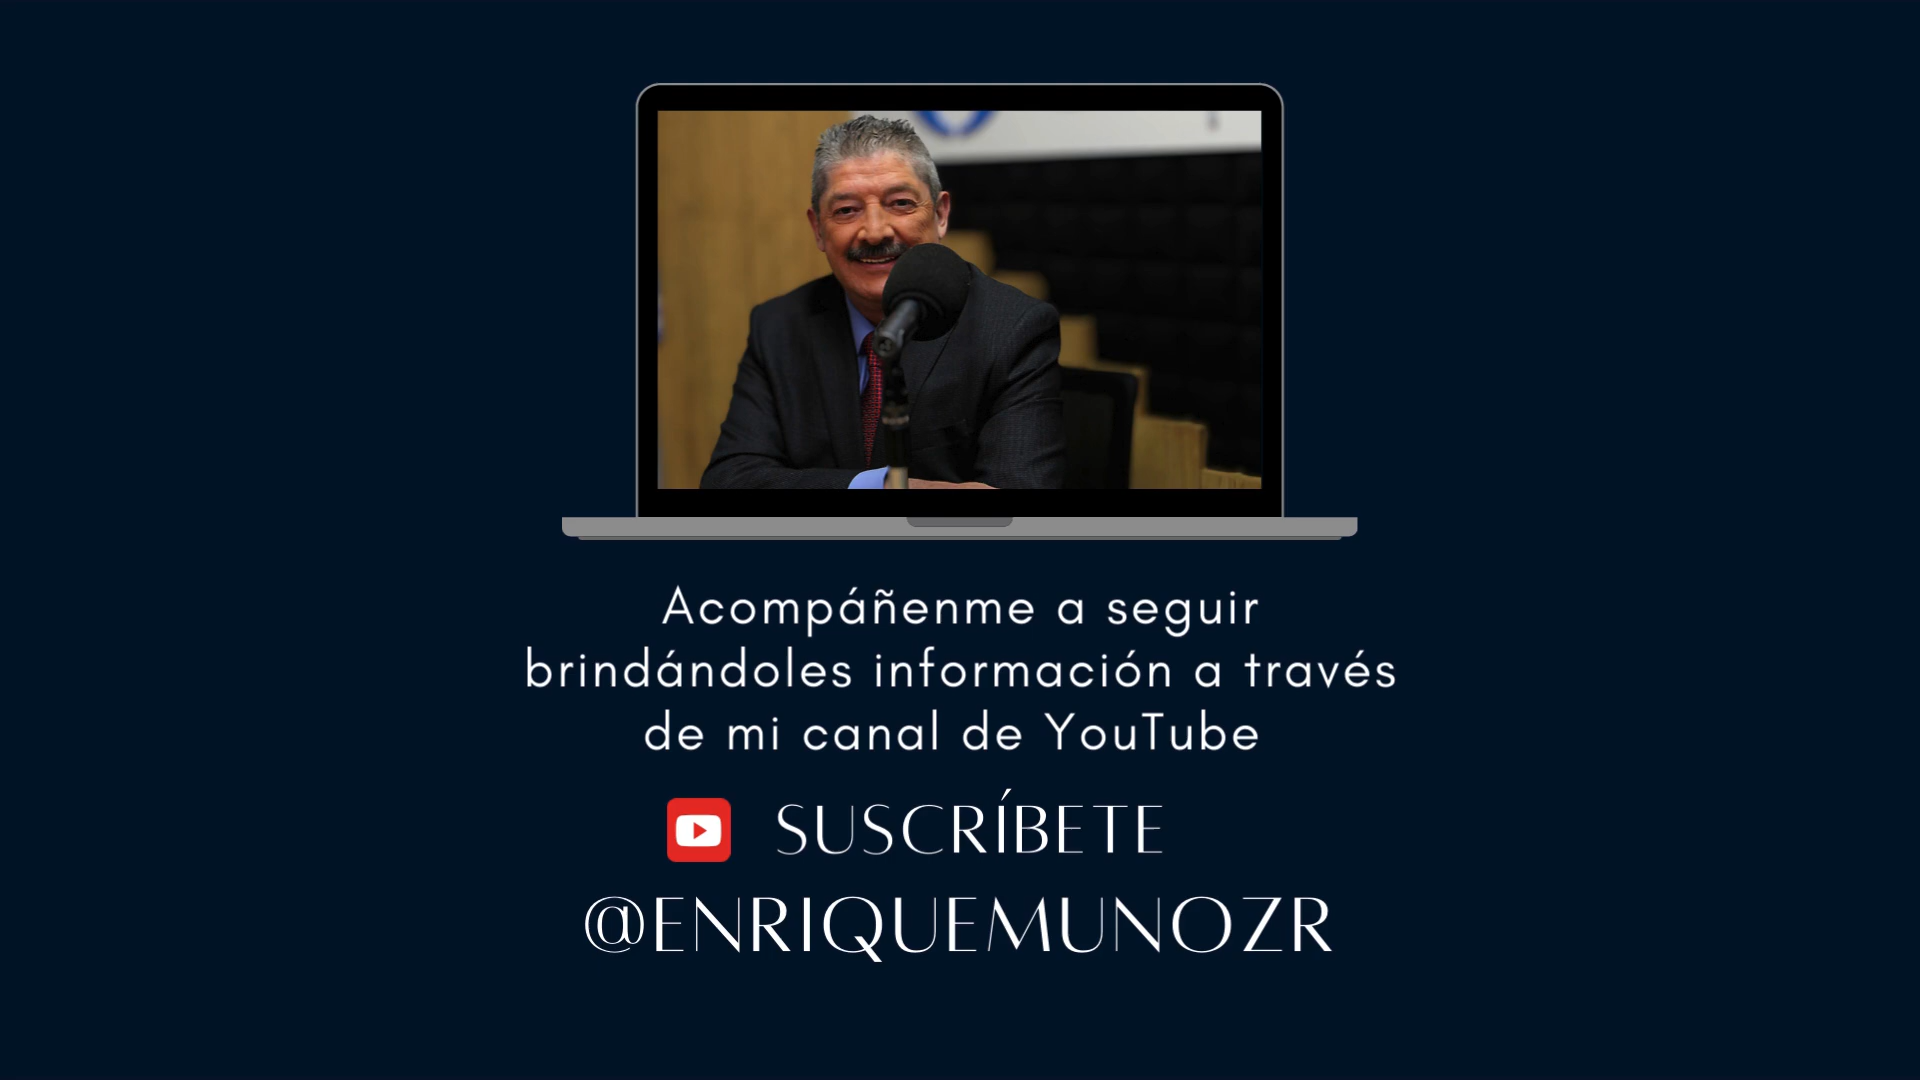 Acompáñenme a seguir
brindándoles información a través
de mi canal de YouTube
SUSCRÍBETE
@ENRIQUEMUNOZR